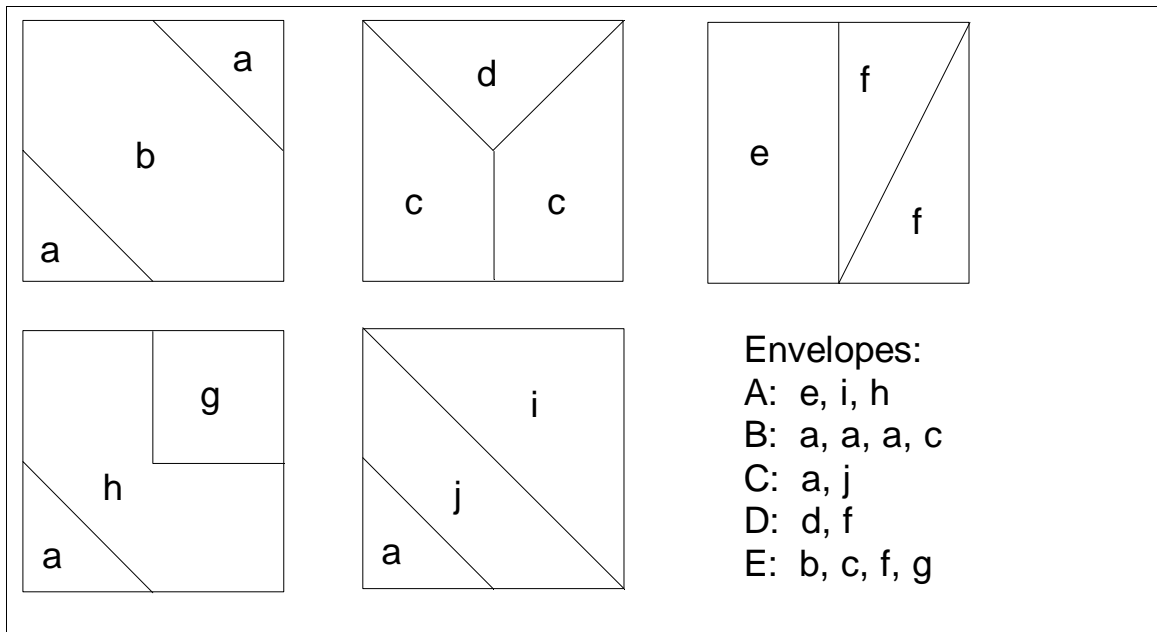 a
b
a
d
c c
e
f
f
g
h
a
i
j
a
Envelopes:
A: e, i, h
B: a, a, a, c
C: a, j
D: d, f
E: b, c, f, g